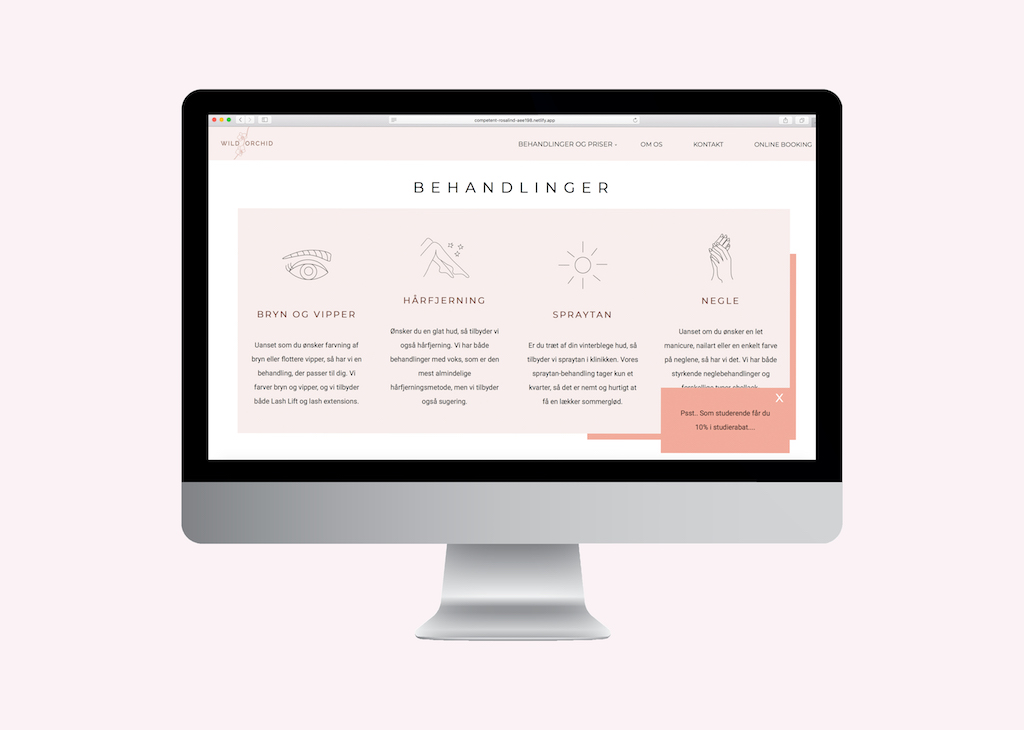 competent-rosalind-aee198.netlify.app
WILD ORCHID
BEHANDLINGER OG PRISER
OM OS
KONTAKT
ONLINE BOOKING
BEHANDLINGER
BRYN OG VIPPER
Uanset som du ønsker farvning af
bryn eller flottere vipper, så har vi en
behandling, der passer til dig. Vi
farver bryn og vipper, og vi tilbyder
både Lash Lift og lash extensions.
HÅRFJERNING
Ønsker du en glat hud, så tilbyder vi
også hårfjerning. Vi har både
behandlinger med voks, som er den
mest almindelige
hårfjerningsmetode, men vi tilbyder
også sugering.
SPRAYTAN
Er du træt af din vinterblege hud, så
tilbyder vi spraytan i klinikken. Vores
spraytan-behandling tager kun et
kvarter, så det er nemt og hurtigt at
få en lækker sommerglød.
NEGLE
Uanset om du ønsker en let
manicure, nailart eller en enkelt farve
på neglene, så har vi det. Vi har både
styrkende neglebehandlinger og
forskellige typer shellack
X
Psst.. Som studerende får du
10% i studierabat....